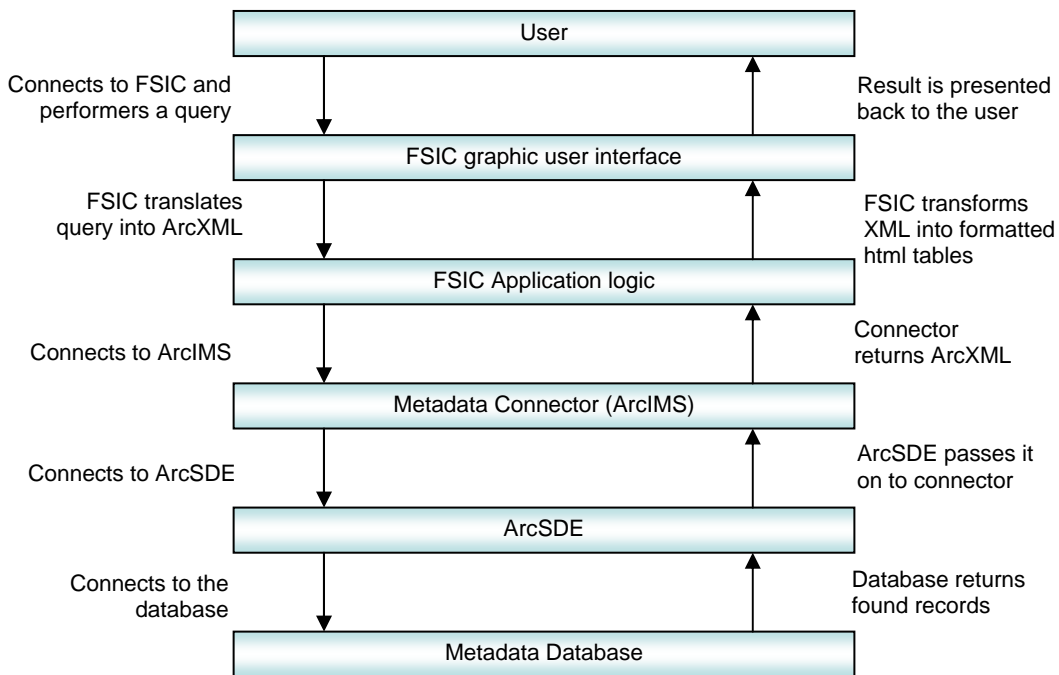 User
Connects to FSIC and
performers a query
Result is presented
back to the user
FSIC graphic user interface
FSIC translates
query into ArcXML
FSIC transforms
XML into formatted
html tables
FSIC Application logic
Connects to ArcIMS
Connector
returns ArcXML
Metadata Connector (ArcIMS)
Connects to ArcSDE
ArcSDE passes it
on to connector
ArcSDE
Connects to the
database
Database returns
found records
Metadata Database